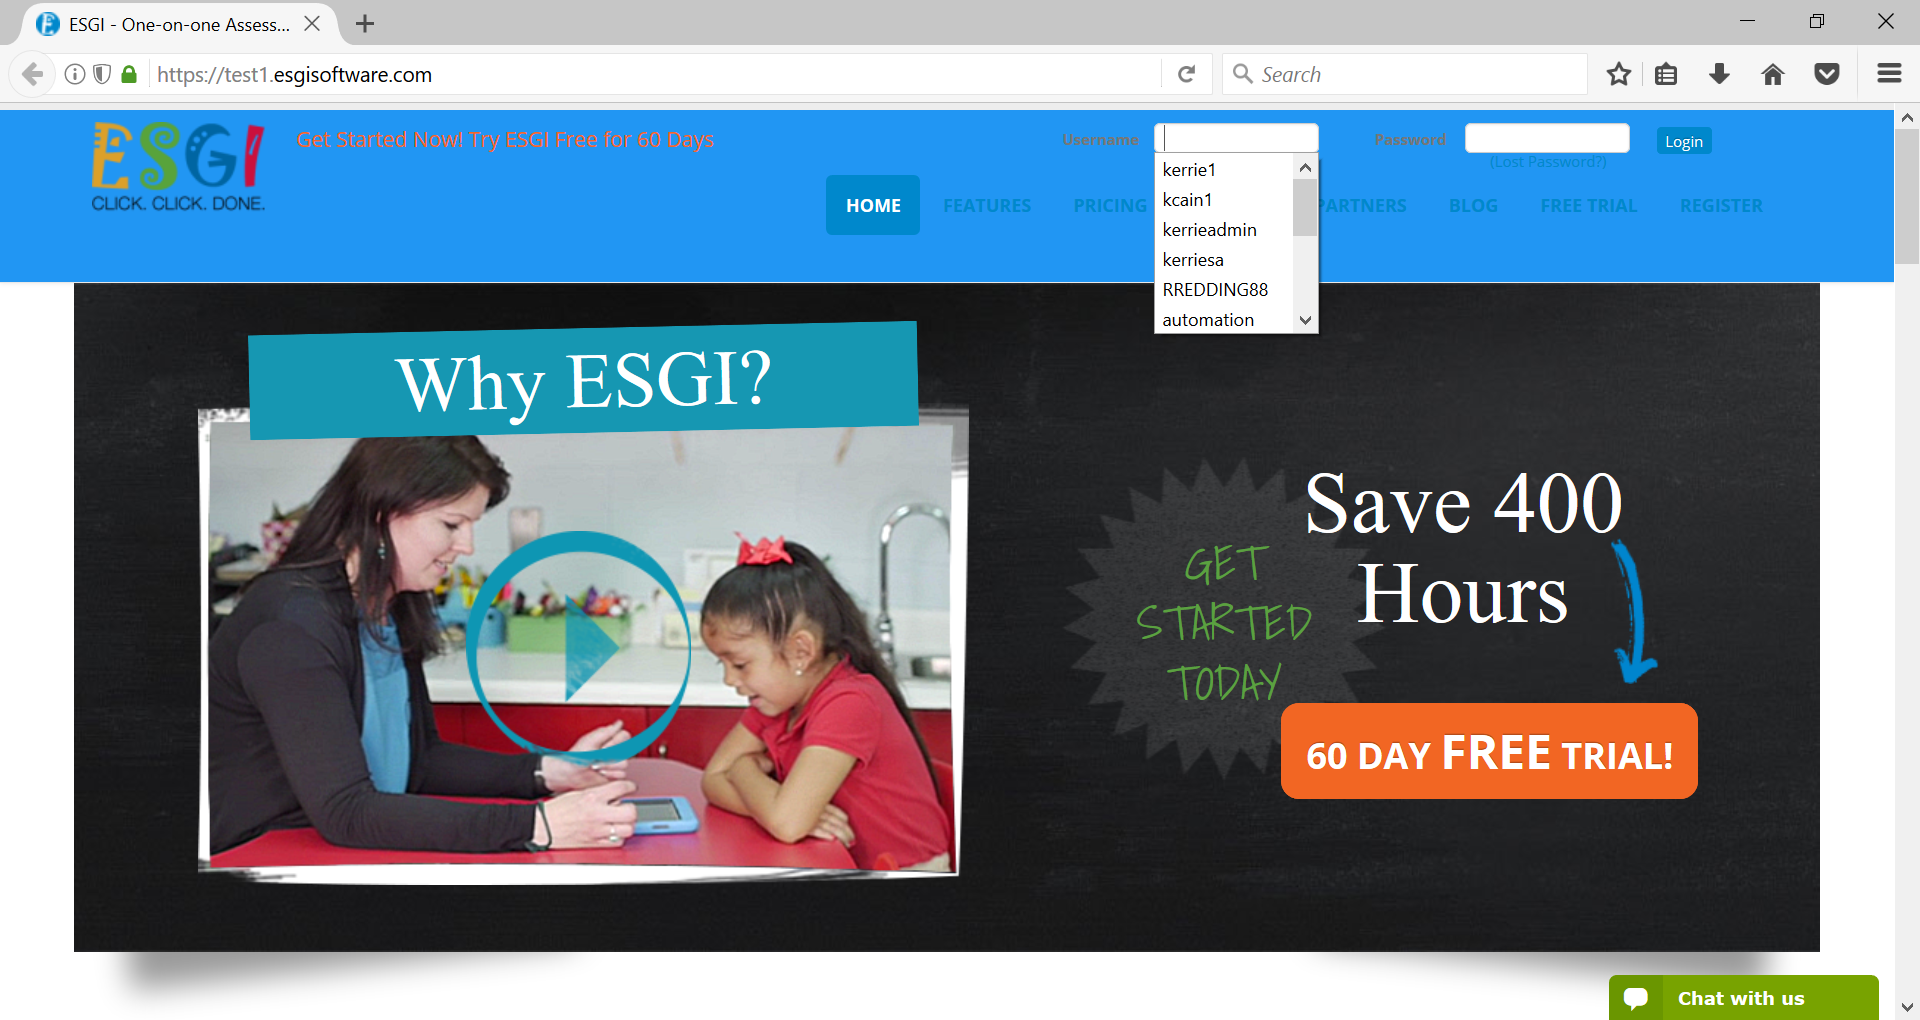 ESGI - One-on-one Assess...
https://test1.esgisoftware.com
Search
ESGI
CLICK. CLICK. DONE.
Get Started Now! Try ESGI Free for 60 Days
Username
Password
Login
(Lost Password?)
HOME
FEATURES
PRICING
PARTNERS
BLOG
FREE TRIAL
REGISTER
kerrie1
kcain1
kerrieadmin
kerriesa
RREDDING88
automation
Why ESGI?
Save 400
Hours
GET
STARTED
TODAY
60 DAY FREE TRIAL!
Chat with us